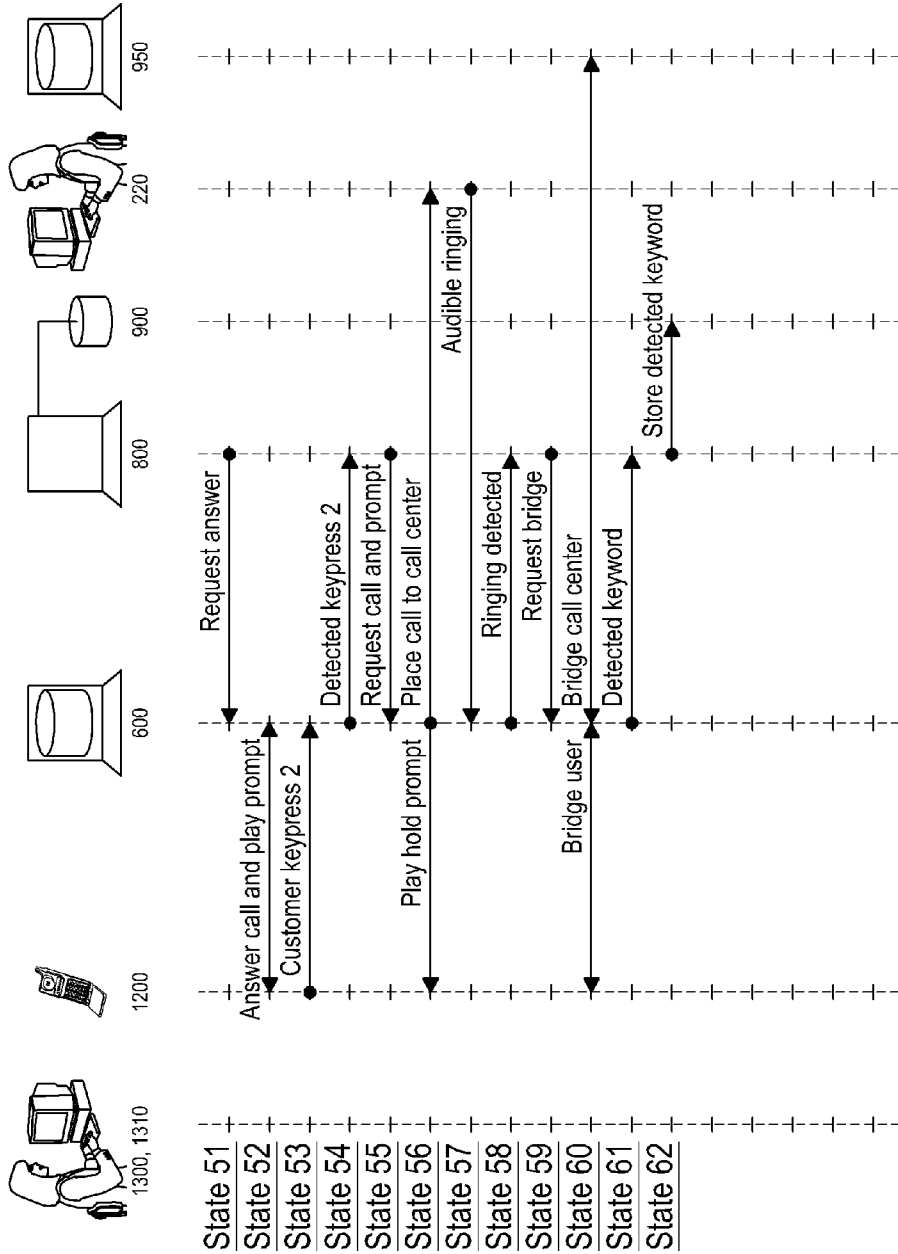 1300, 1310
1200
600
800
900
220
950
State 51
Request answer
State 52
Answer call and play prompt
State 53
Customer keypress 2
State 54
Detected keypress 2
State 55
Request call and prompt
State 56
Play hold prompt
Place call to call center
State 57
Audible ringing
State 58
Ringing detected
State 59
Request bridge
State 60
Bridge user
Bridge call center
State 61
Detected keyword
State 62
Store detected keyword